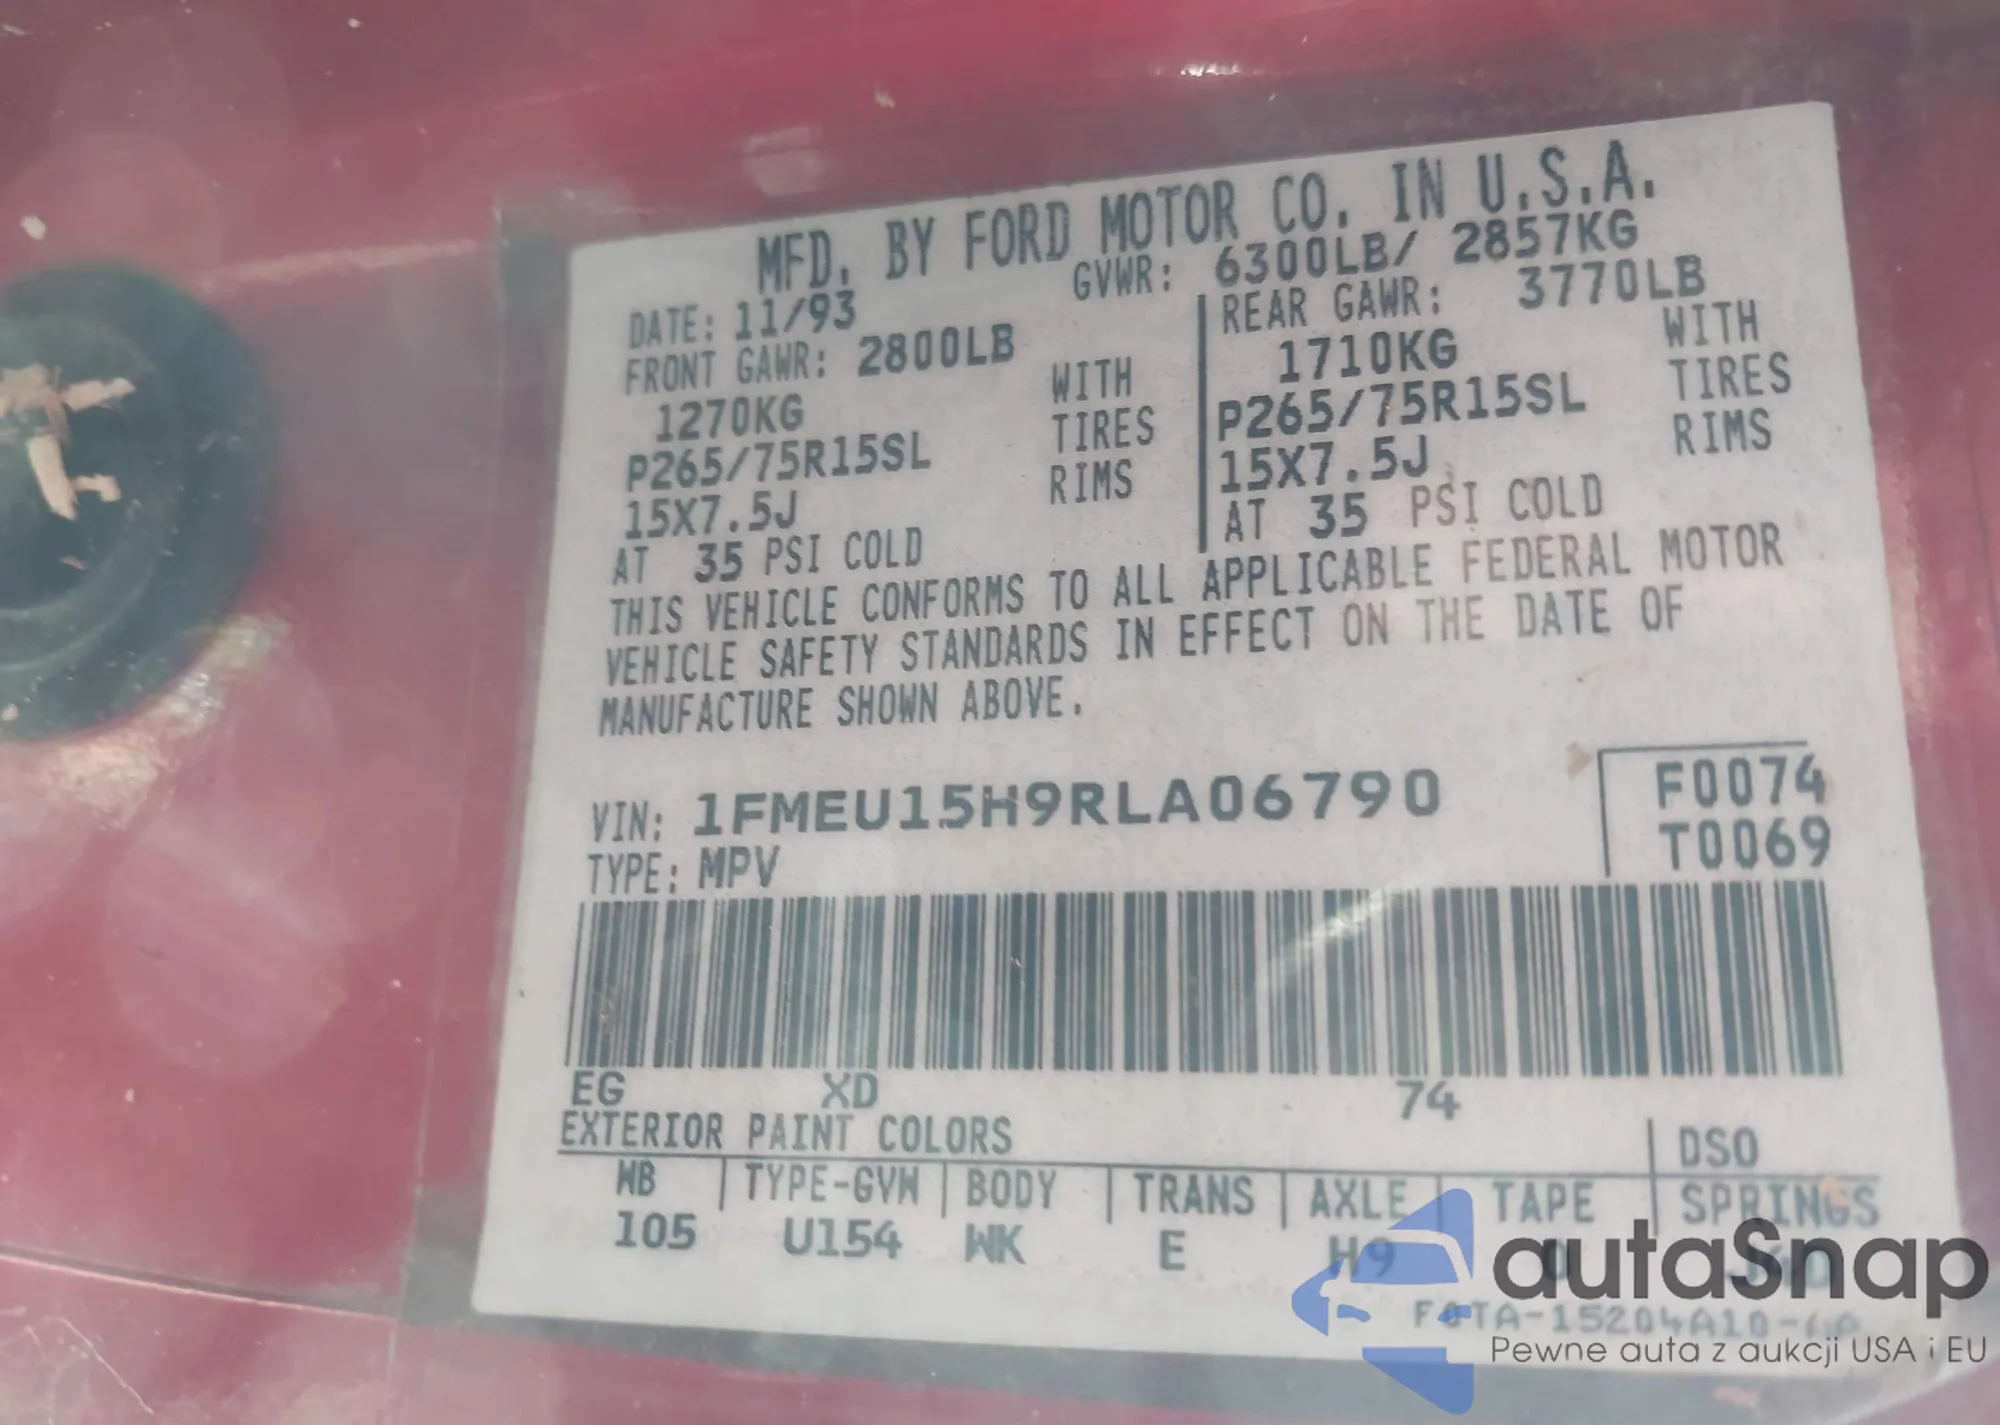 MFD. BY FORD MOTOR CO. IN U.S.A.
DATE: 11/93 GVWR: 6300LB/ 2857KG
FRONT GAWR: 2800LB
1270KG WITH
P265/75R15SL TIRES
15X7.5J RIMS
AT 35 PSI COLD
REAR GAWR: 3770LB
1710KG WITH
P265/75R15SL TIRES
15X7.5J RIMS
AT 35 PSI COLD
THIS VEHICLE CONFORMS TO ALL APPLICABLE FEDERAL MOTOR
VEHICLE SAFETY STANDARDS IN EFFECT ON THE DATE OF
MANUFACTURE SHOWN ABOVE.
VIN: 1FMEU15H9RLA06790
TYPE: MPV
F0074
T0069
EG XD 74
EXTERIOR PAINT COLORS DSO
WB TYPE-GVW BODY TRANS AXLE TAPE SPRINGS
105 U154 WK E H9
autaSnap
Pewne auta z aukcji USA i EU